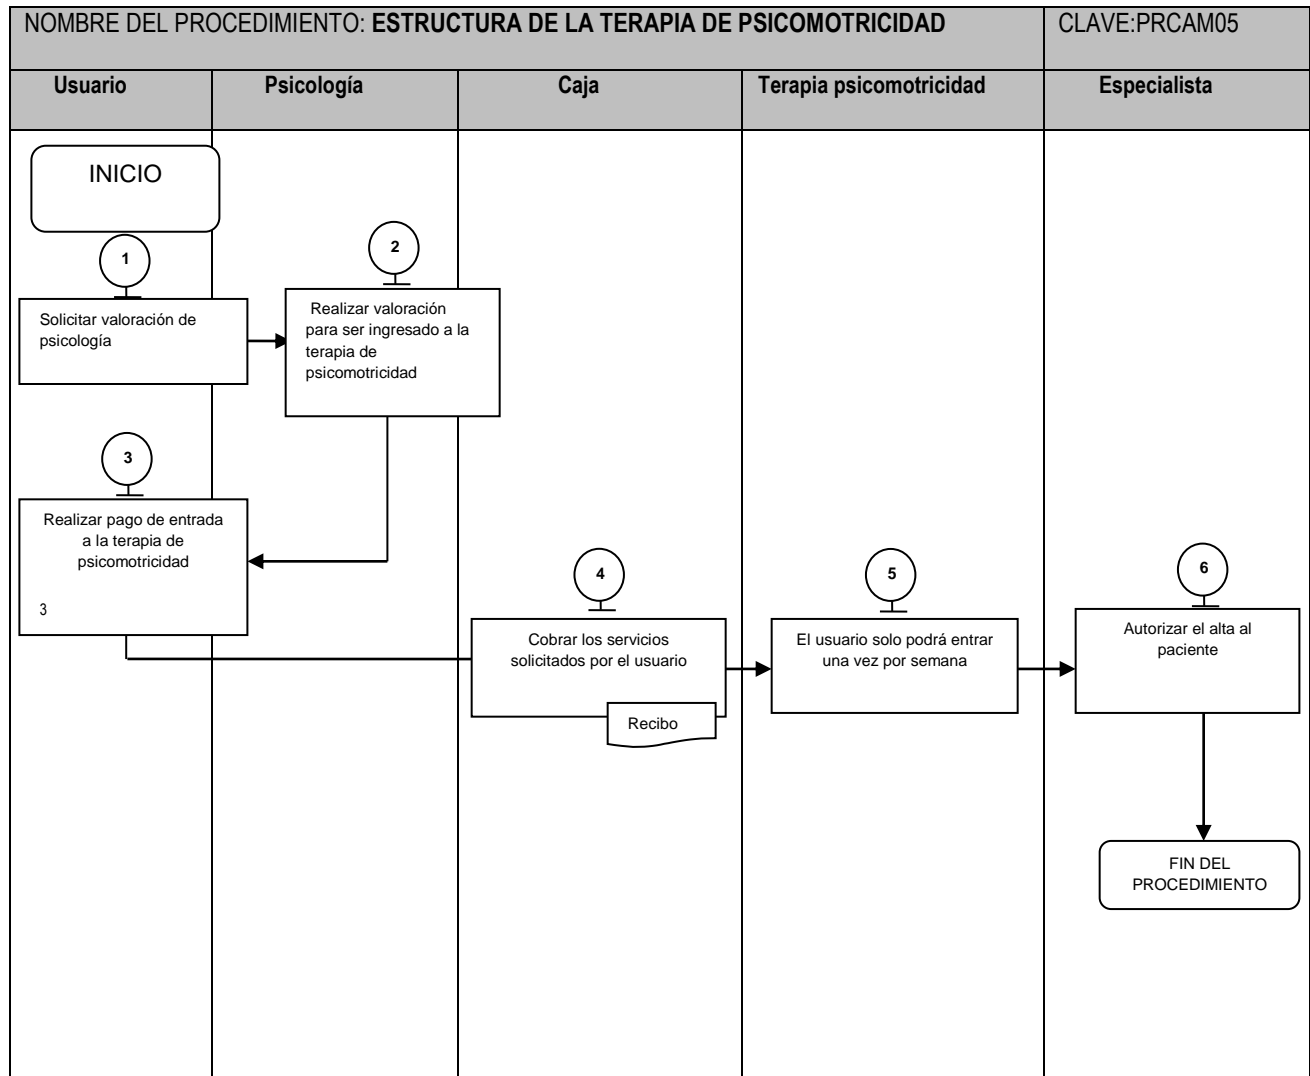 NOMBRE DEL PROCEDIMIENTO: ESTRUCTURA DE LA TERAPIA DE PSICOMOTRICIDAD
CLAVE:PRCAM05
Usuario
Psicología
Caja
Terapia psicomotricidad
Especialista
INICIO
1
Solicitar valoración de
psicología
2
Realizar valoración
para ser ingresado a la
terapia de
psicomotricidad
3
Realizar pago de entrada
a la terapia de
psicomotricidad
3
4
Cobrar los servicios
solicitados por el usuario
Recibo
5
El usuario solo podrá entrar
una vez por semana
6
Autorizar el alta al
paciente
FIN DEL
PROCEDIMIENTO